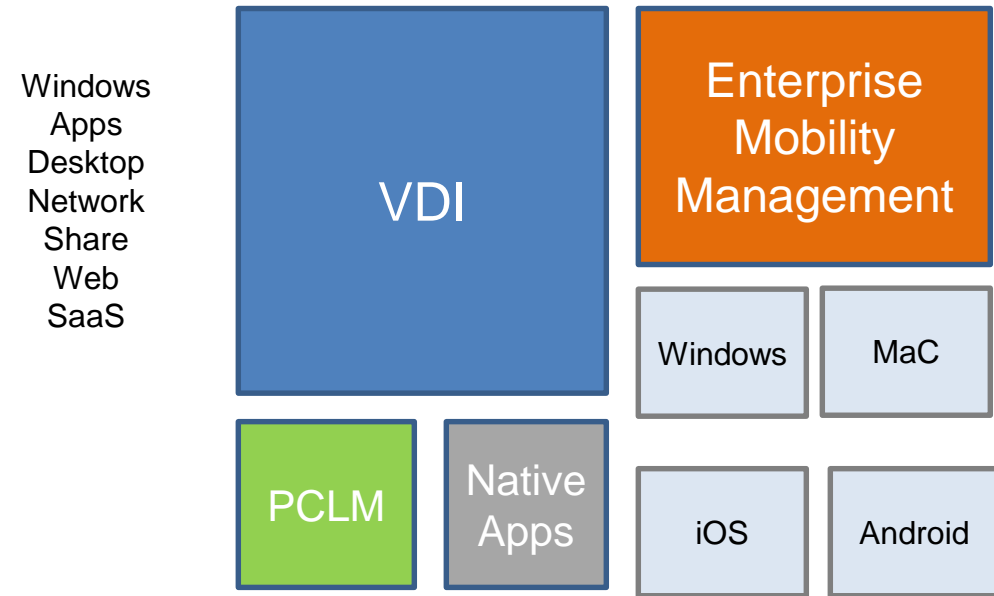 Windows
Apps
Desktop
Network
Share
Web
SaaS
VDI
Enterprise
Mobility
Management
Windows
MaC
PCLM
Native
Apps
iOS
Android